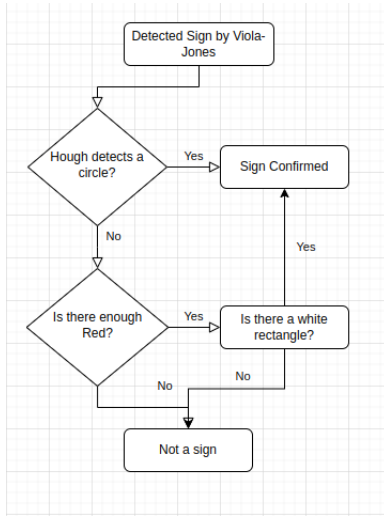 Detected Sign by Viola-
Jones
Hough detects a
circle?
Yes
Sign Confirmed
No
Yes
Is there enough
Red?
Yes
Is there a white
rectangle?
No
No
Not a sign